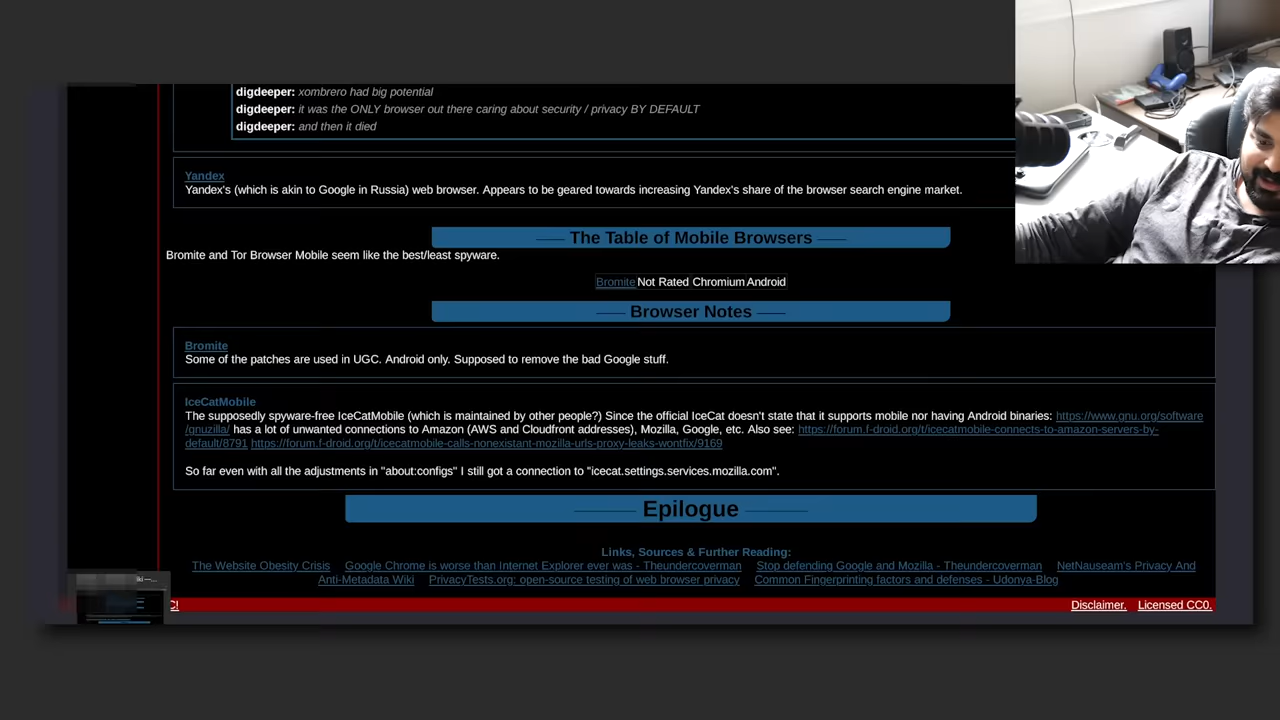 digdeeper: xombrero had big potential
digdeeper: it was the ONLY browser out there caring about security / privacy BY DEFAULT
digdeeper: and then it died
Yandex
Yandex's (which is akin to Google in Russia) web browser. Appears to be geared towards increasing Yandex's share of the browser search engine market.
The Table of Mobile Browsers
Bromite and Tor Browser Mobile seem like the best/least spyware.
Bromite Not Rated Chromium Android
Browser Notes
Bromite
Some of the patches are used in UGC. Android only. Supposed to remove the bad Google stuff.
IceCatMobile
The supposedly spyware-free IceCatMobile (which is maintained by other people?) Since the official IceCat doesn't state that it supports mobile nor having Android binaries: https://www.gnu.org/software
/gnuzilla/ has a lot of unwanted connections to Amazon (AWS and Cloudfront addresses), Mozilla, Google, etc. Also see: https://forum.f-droid.org/t/icecatmobile-connects-to-amazon-servers-by-
default/8791 https://forum.f-droid.org/t/icecatmobile-calls-nonexistant-mozilla-urls-proxy-leaks-wontfix/9169
So far even with all the adjustments in "about:configs" I still got a connection to "icecat.settings.services.mozilla.com".
Epilogue
Links, Sources & Further Reading:
The Website Obesity Crisis Google Chrome is worse than Internet Explorer ever was - Theundercoverman Stop defending Google and Mozilla - Theundercoverman NetNauseam's Privacy And
Anti-Metadata Wiki PrivacyTests.org: open-source testing of web browser privacy Common Fingerprinting factors and defenses - Udonya-Blog
C! Disclaimer. Licensed CC0.